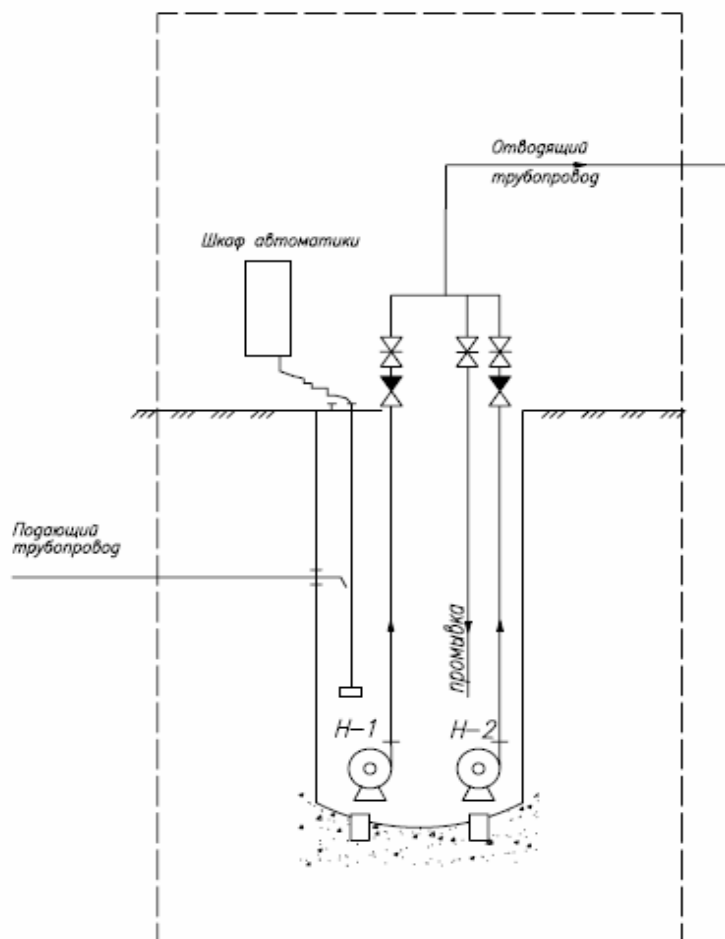 Отводящий
трубопровод
Шкаф автоматики
Подающий
трубопровод
промывка
Н-1
Н-2